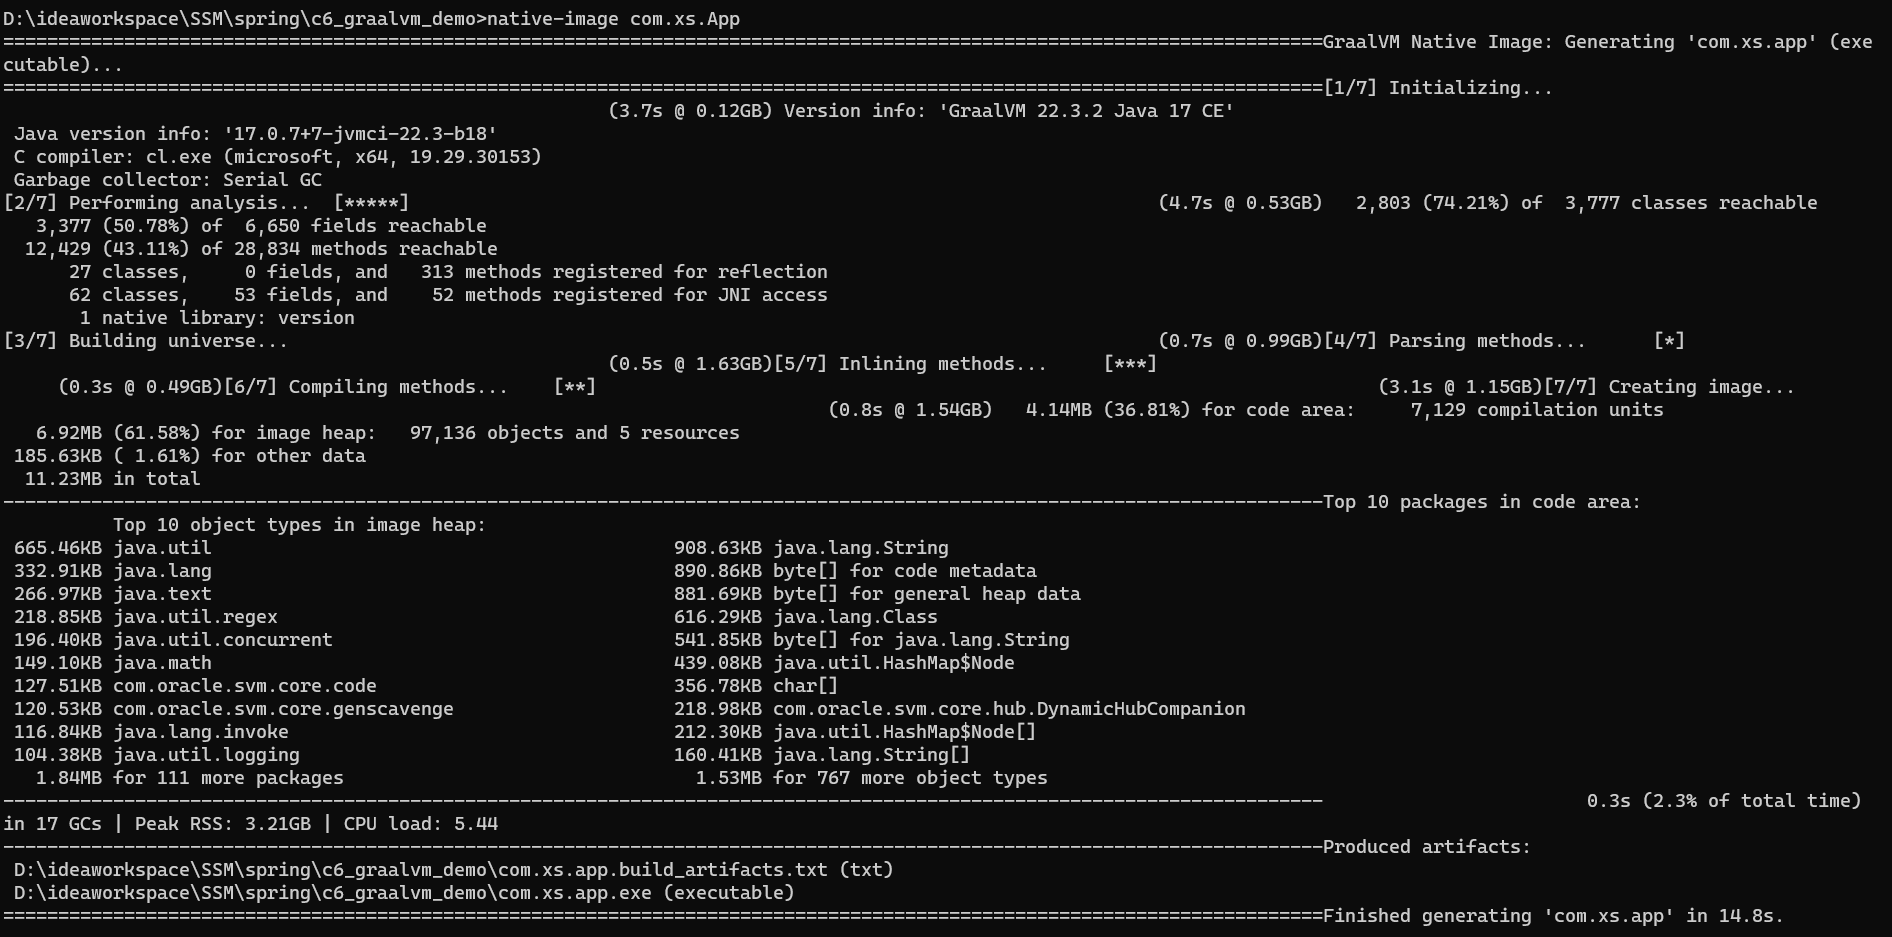 D:\ideaworkspace\SSM\spring\c6_graalvm_demo>native-image com.xs.App
========================================================================================================================GraalVM Native Image: Generating 'com.xs.app' (exe
cutable)...
========================================================================================================================[1/7] Initializing...
                                                       (3.7s @ 0.12GB) Version info: 'GraalVM 22.3.2 Java 17 CE'
 Java version info: '17.0.7+7-jvmci-22.3-b18'
 C compiler: cl.exe (microsoft, x64, 19.29.30153)
 Garbage collector: Serial GC
[2/7] Performing analysis...  [*****]                                                                    (4.7s @ 0.53GB)   2,803 (74.21%) of  3,777 classes reachable
   3,377 (50.78%) of  6,650 fields reachable
  12,429 (43.11%) of 28,834 methods reachable
      27 classes,     0 fields, and   313 methods registered for reflection
      62 classes,    53 fields, and    52 methods registered for JNI access
       1 native library: version
[3/7] Building universe...                                                                               (0.7s @ 0.99GB)[4/7] Parsing methods...      [*]
                                                       (0.5s @ 1.63GB)[5/7] Inlining methods...     [***]
     (0.3s @ 0.49GB)[6/7] Compiling methods...    [**]                                                                       (3.1s @ 1.15GB)[7/7] Creating image...
                                                                           (0.8s @ 1.54GB)   4.14MB (36.81%) for code area:     7,129 compilation units
   6.92MB (61.58%) for image heap:   97,136 objects and 5 resources
 185.63KB ( 1.61%) for other data
  11.23MB in total
------------------------------------------------------------------------------------------------------------------------Top 10 packages in code area:
          Top 10 object types in image heap:
 665.46KB java.util                                          908.63KB java.lang.String
 332.91KB java.lang                                          890.86KB byte[] for code metadata
 266.97KB java.text                                          881.69KB byte[] for general heap data
 218.85KB java.util.regex                                    616.29KB java.lang.Class
 196.40KB java.util.concurrent                               541.85KB byte[] for java.lang.String
 149.10KB java.math                                          439.08KB java.util.HashMap$Node
 127.51KB com.oracle.svm.core.code                           356.78KB char[]
 120.53KB com.oracle.svm.core.genscavenge                    218.98KB com.oracle.svm.core.hub.DynamicHubCompanion
 116.84KB java.lang.invoke                                   212.30KB java.util.HashMap$Node[]
 104.38KB java.util.logging                                  160.41KB java.lang.String[]
   1.84MB for 111 more packages                                1.53MB for 767 more object types
------------------------------------------------------------------------------------------------------------------------                        0.3s (2.3% of total time)
in 17 GCs | Peak RSS: 3.21GB | CPU load: 5.44
------------------------------------------------------------------------------------------------------------------------Produced artifacts:
 D:\ideaworkspace\SSM\spring\c6_graalvm_demo\com.xs.app.build_artifacts.txt (txt)
 D:\ideaworkspace\SSM\spring\c6_graalvm_demo\com.xs.app.exe (executable)
========================================================================================================================Finished generating 'com.xs.app' in 14.8s.